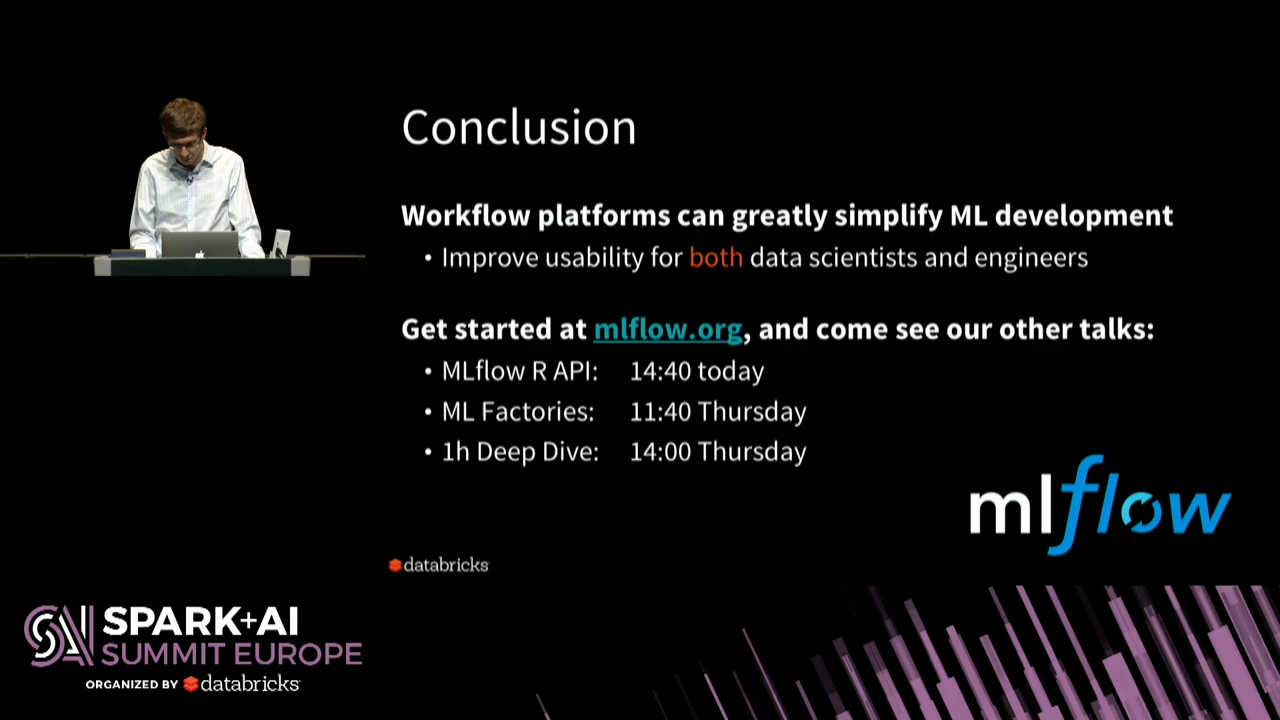 Conclusion
Workflow platforms can greatly simplify ML development
• Improve usability for both data scientists and engineers
Get started at mlflow.org, and come see our other talks:
• MLflow R API: 14:40 today
• ML Factories: 11:40 Thursday
• 1h Deep Dive: 14:00 Thursday
mlflow
databricks
SAI SPARK+AI
SUMMIT EUROPE
ORGANIZED BY databricks